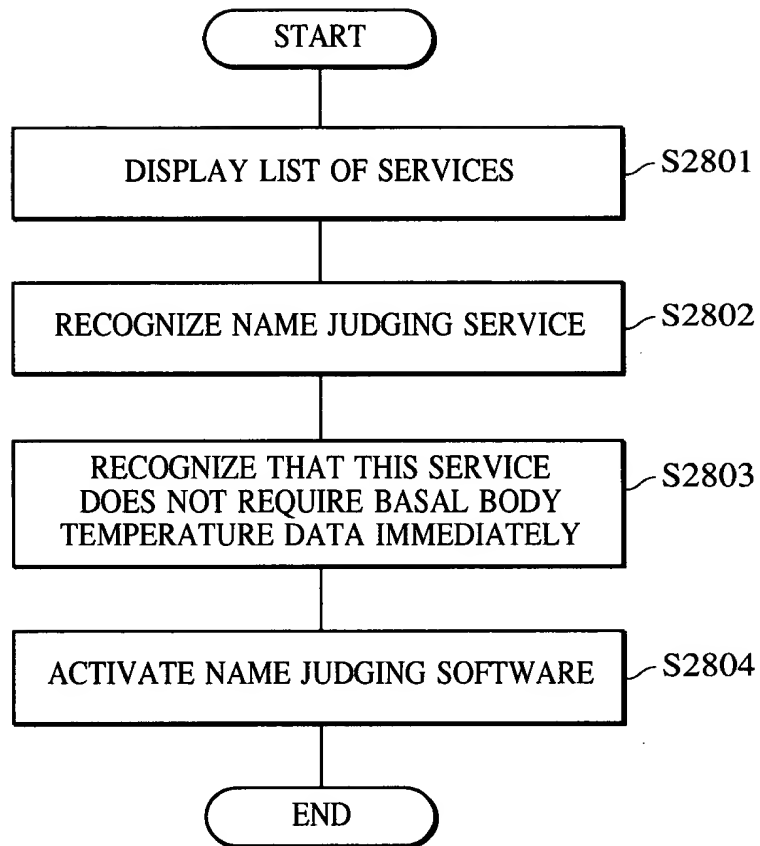 START
DISPLAY LIST OF SERVICES
S2801
RECOGNIZE NAME JUDGING SERVICE
S2802
RECOGNIZE THAT THIS SERVICE
DOES NOT REQUIRE BASAL BODY
TEMPERATURE DATA IMMEDIATELY
S2803
ACTIVATE NAME JUDGING SOFTWARE
S2804
END